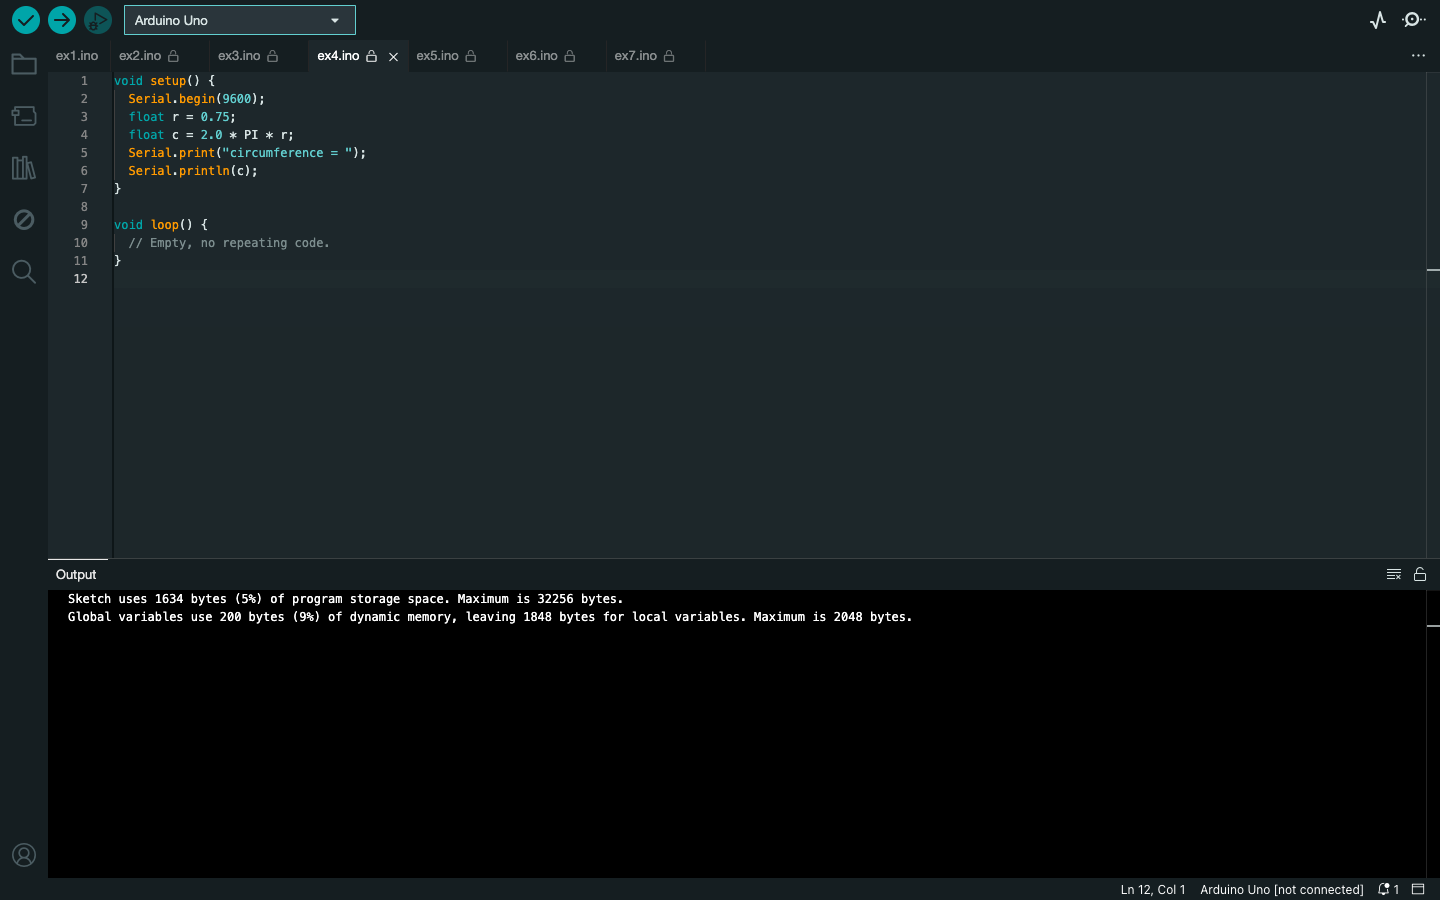 Arduino Uno
ex1.ino ex2.ino ex3.ino ex4.ino ex5.ino ex6.ino ex7.ino
1 void setup() {
2   Serial.begin(9600);
3   float r = 0.75;
4   float c = 2.0 * PI * r;
5   Serial.print("circumference = ");
6   Serial.println(c);
7 }
8
9 void loop() {
10   // Empty, no repeating code.
11 }
12
Output
Sketch uses 1634 bytes (5%) of program storage space. Maximum is 32256 bytes.
Global variables use 200 bytes (9%) of dynamic memory, leaving 1848 bytes for local variables. Maximum is 2048 bytes.
Ln 12, Col 1 Arduino Uno [not connected] 1